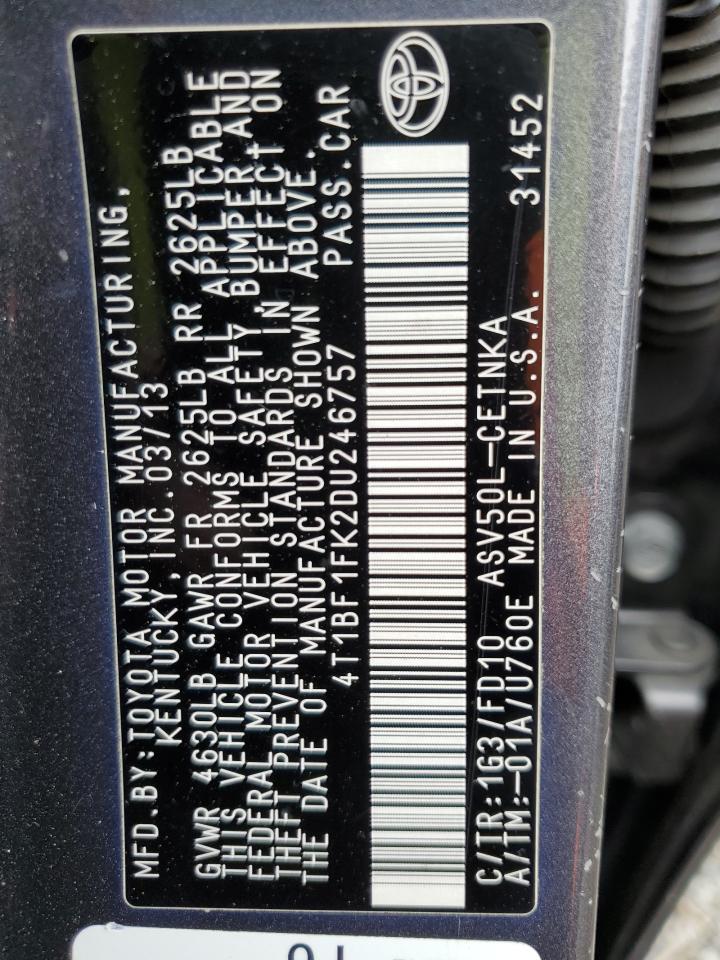 MFD.BY:TOYOTA MOTOR MANUFACTURING,
KENTUCKY,INC.03/13
GVWR 4630LB GAWR FR 2625LB RR 2625LB
THIS VEHICLE CONFORMS TO ALL APPLICABLE
FEDERAL MOTOR VEHICLE SAFETY BUMPER,AND
THEFT PREVENTION STANDARDS IN EFFECT ON
THE DATE OF MANUFACTURE SHOWN ABOVE.
4T1BF1FK2DU246757 PASS.CAR
C/IR:1G3/FD10 ASV50L-CETNKA
A/TM:-01A/U760E MADE IN U.S.A. 31452